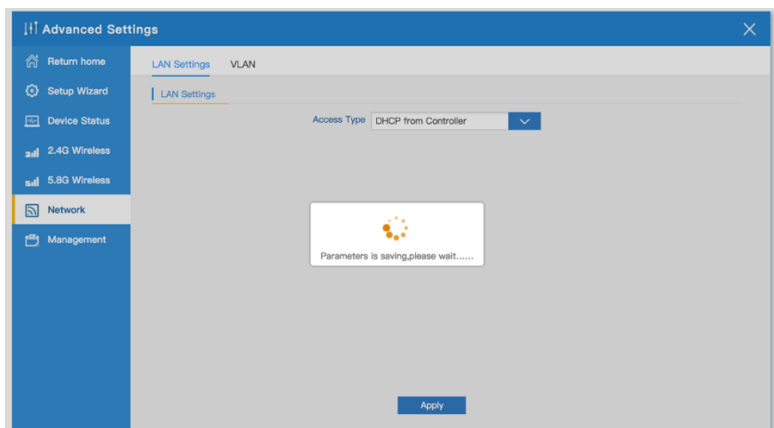 Advanced Settings
Return home
Setup Wizard
Device Status
2.4G Wireless
5.8G Wireless
Network
Management
LAN Settings VLAN
LAN Settings
Access Type DHCP from Controller
Parameters is saving,please wait......
Apply